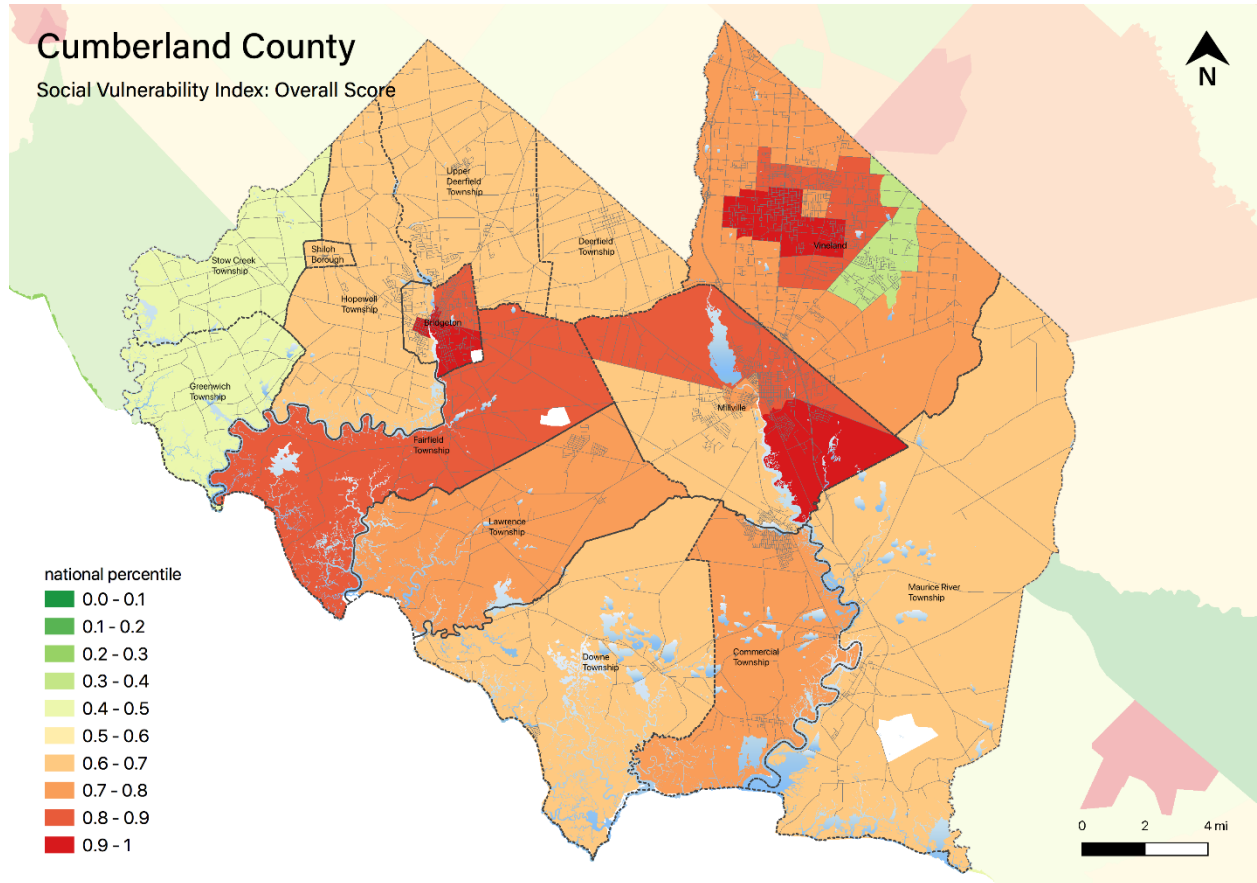 Cumberland County
Social Vulnerability Index: Overall Score
N
Upper
Deerfield
Township
Deerfield
Township
Vineland
Shiloh
Borough
Stow Creek
Township
Hopewell
Township
Bridgeton
Greenwich
Township
Millville
Fairfield
Township
Lawrence
Township
Maurice River
Township
Downe
Township
Commercial
Township
national percentile
0.0 - 0.1
0.1 - 0.2
0.2 - 0.3
0.3 - 0.4
0.4 - 0.5
0.5 - 0.6
0.6 - 0.7
0.7 - 0.8
0.8 - 0.9
0.9 - 1
0 2 4 mi